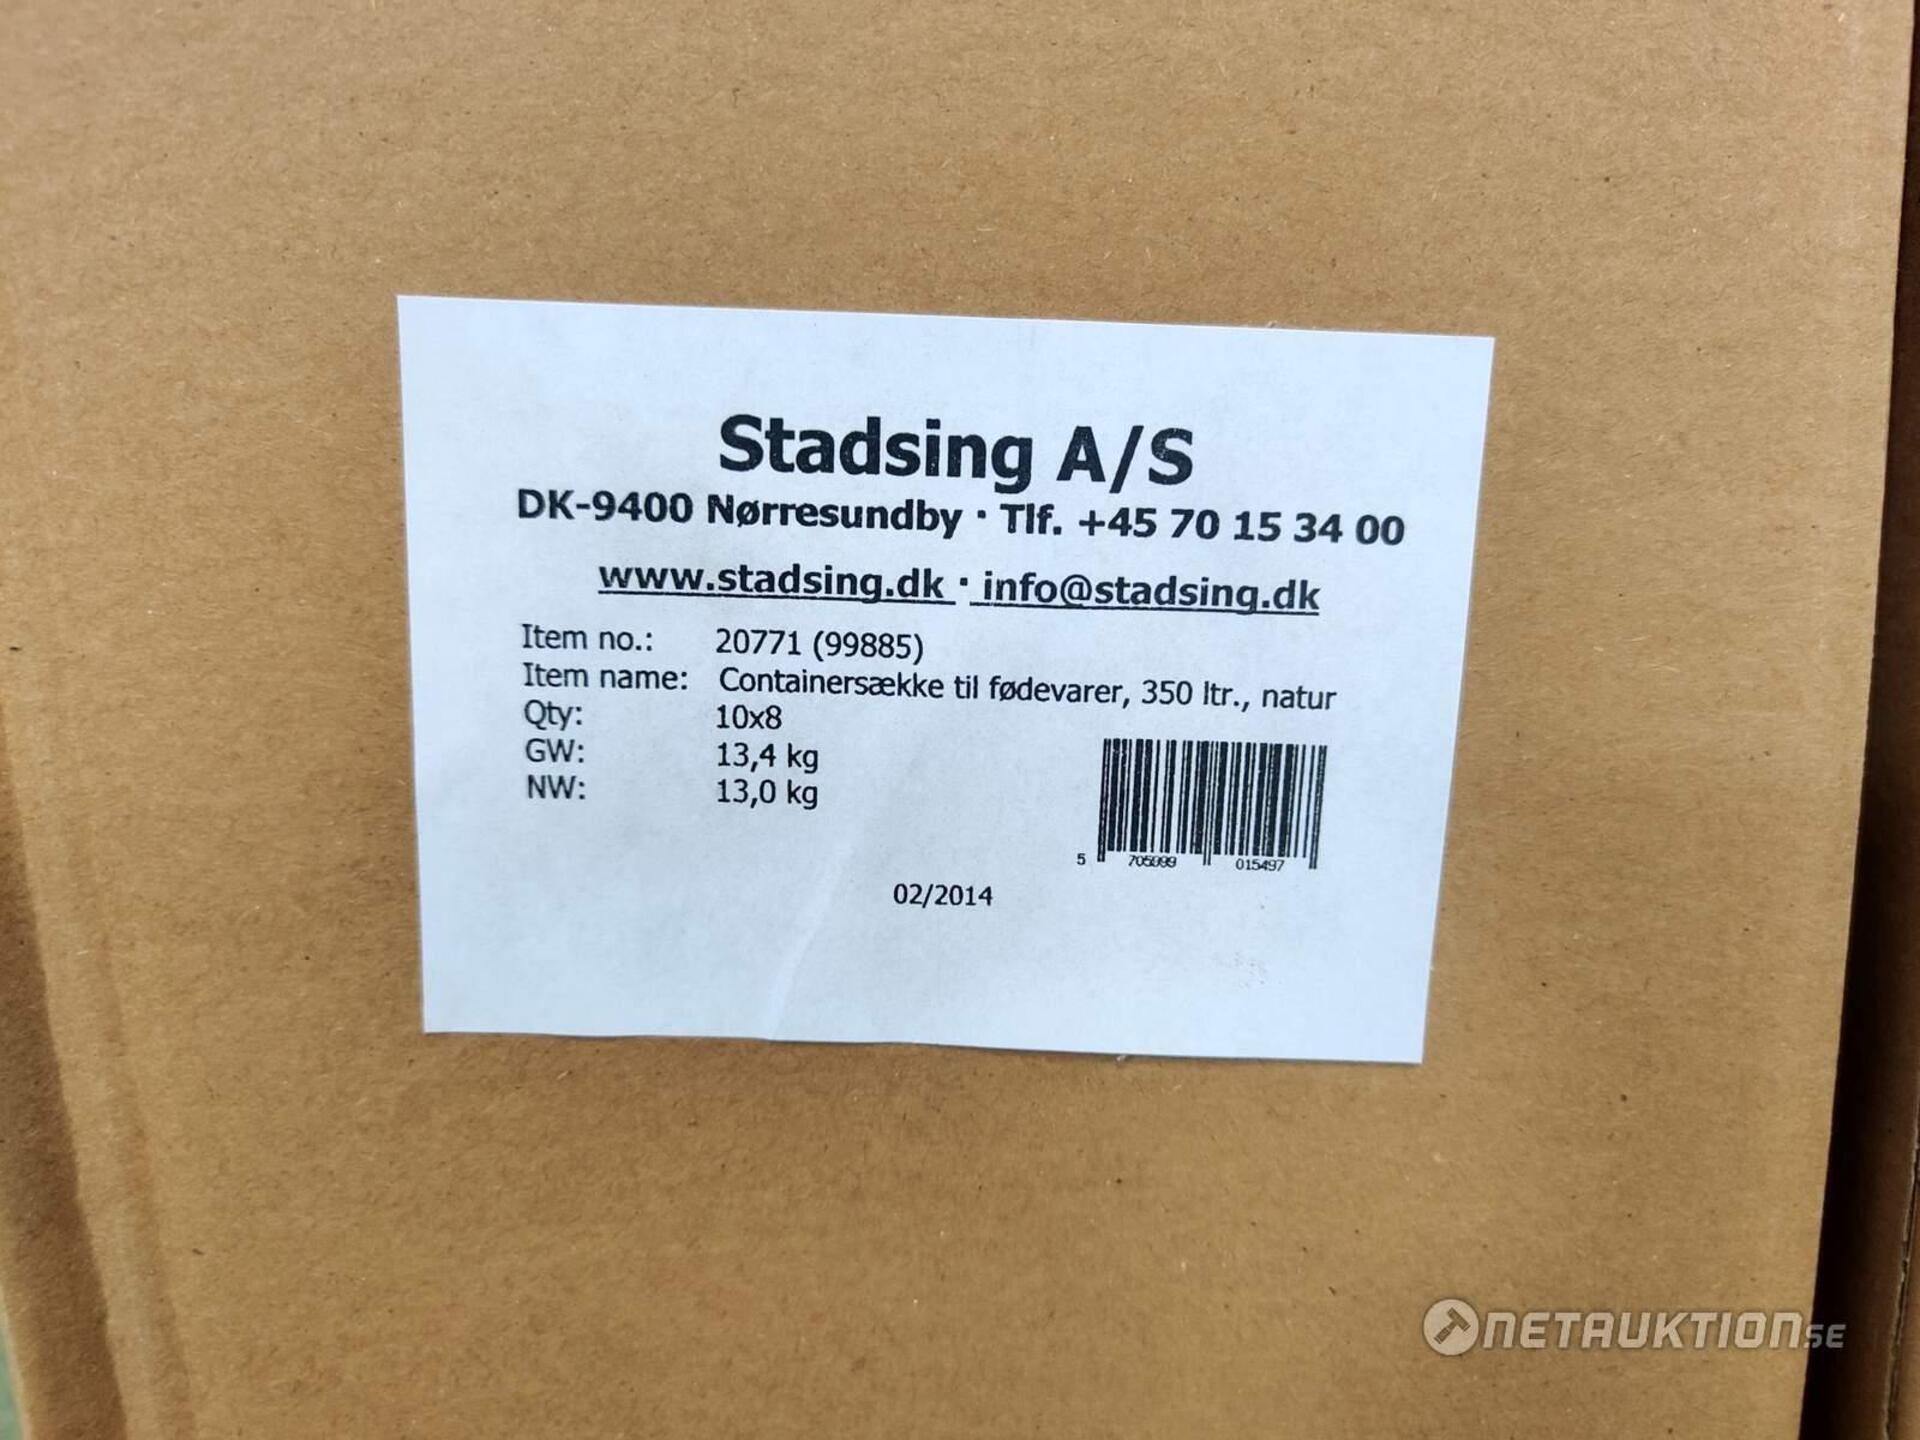 Stadsing A/S
DK-9400 Nørresundby · Tlf. +45 70 15 34 00
www.stadsing.dk · info@stadsing.dk
Item no.: 20771 (99885)
Item name: Containersække til fødevarer, 350 ltr., natur
Qty: 10x8
GW: 13,4 kg
NW: 13,0 kg
5 705999 015497
02/2014
NETAUKTION.SE